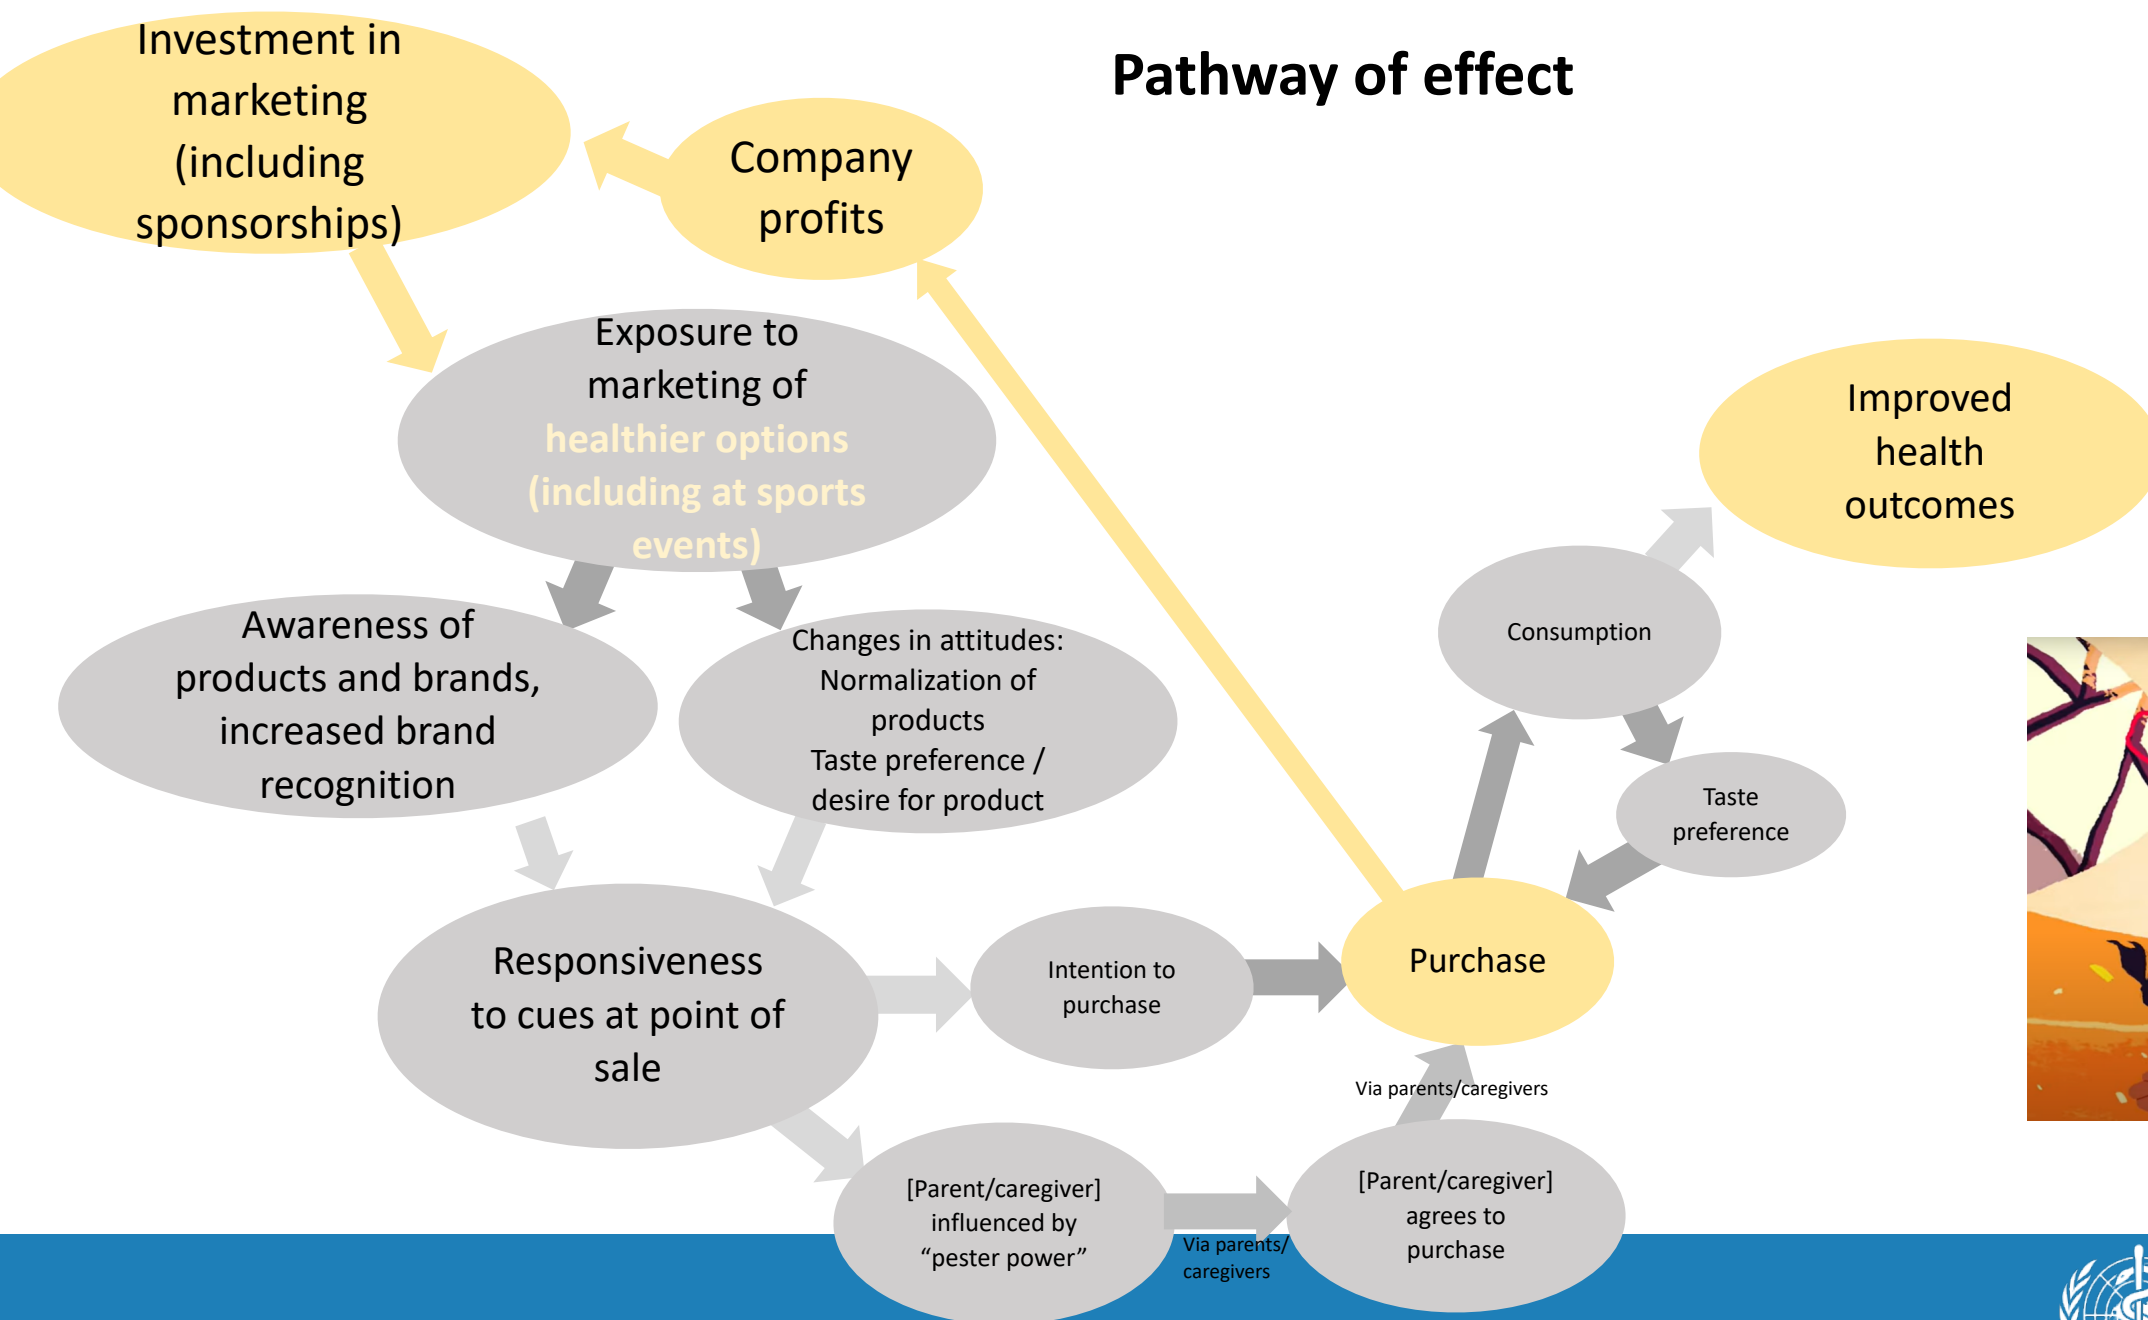 Pathway of effect
Investment in
marketing
(including
sponsorships)
Company
profits
Exposure to
marketing of
healthier options
(including at sports
events)
Improved
health
outcomes
Awareness of
products and brands,
increased brand
recognition
Changes in attitudes:
Normalization of
products
Taste preference /
desire for product
Consumption
Taste
preference
Responsiveness
to cues at point of
sale
Intention to
purchase
Purchase
Via parents/caregivers
[Parent/caregiver]
influenced by
“pester power”
Via parents/
caregivers
[Parent/caregiver]
agrees to
purchase